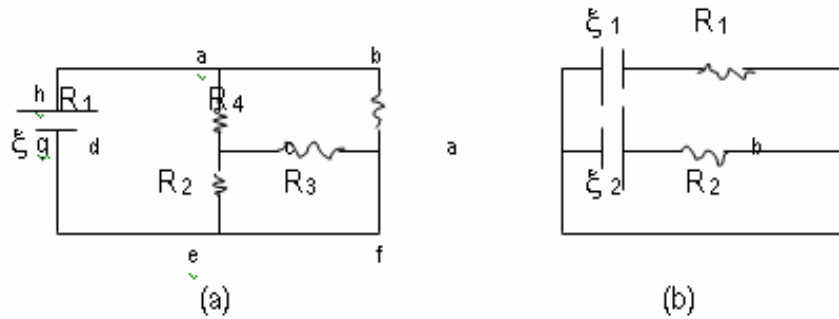 ξ1 R1
a b
h R1 R4
ξ g d c a b
R2 R3 ξ2 R2
e f
(a) (b)